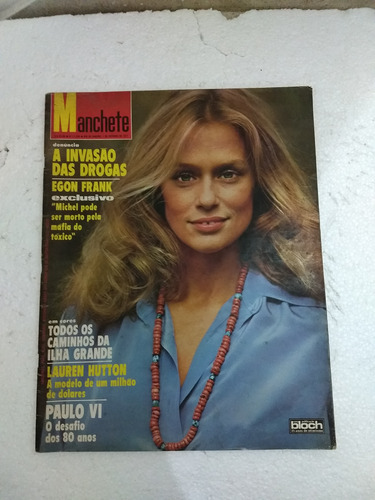 Manchete
denuncia
A INVASÃO
DAS DROGAS
EGON FRANK
exclusivo
"Michel pode
ser morto pela
máfia do
tóxico"
em cores
TODOS OS
CAMINHOS DA
ILHA GRANDE
LAUREN HUTTON
A modelo de um milhão
de dólares
PAULO VI
O desafio
dos 80 anos
bloch